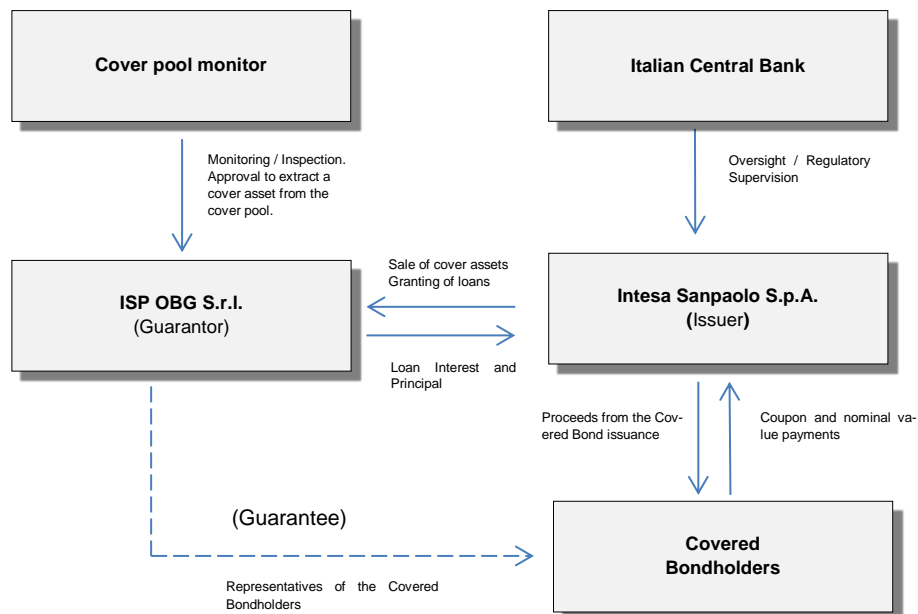 Cover pool monitor
Italian Central Bank
Monitoring / Inspection.
Approval to extract a
cover asset from the
cover pool.
Oversight / Regulatory
Supervision
ISP OBG S.r.l.
(Guarantor)
Sale of cover assets
Granting of loans
Intesa Sanpaolo S.p.A.
(Issuer)
Loan Interest and
Principal
Proceeds from the Cov-
ered Bond issuance
Coupon and nominal va-
lue payments
(Guarantee)
Representatives of the Covered
Bondholders
Covered
Bondholders